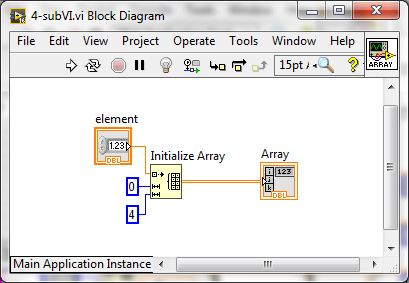 4-subVI.vi Block Diagram
File Edit View Project Operate Tools Window Help
15pt A
ARRAY
element
1.23
DBL
Initialize Array
Array
123
DBL
0
4
Main Application Instance